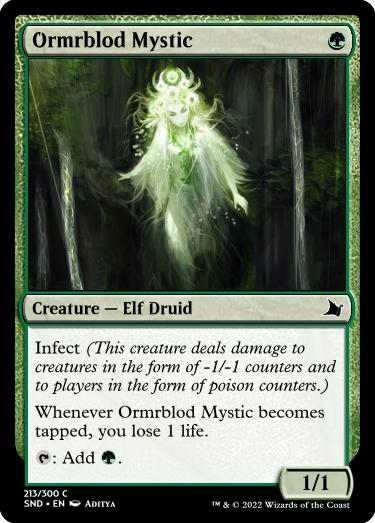 Ormrblod Mystic
Creature — Elf Druid
Infect (This creature deals damage to
creatures in the form of -1/-1 counters and
to players in the form of poison counters.)
Whenever Ormrblod Mystic becomes
tapped, you lose 1 life.
: Add .
1/1
213/300 C
SND • EN Aditya
™ & © 2022 Wizards of the Coast